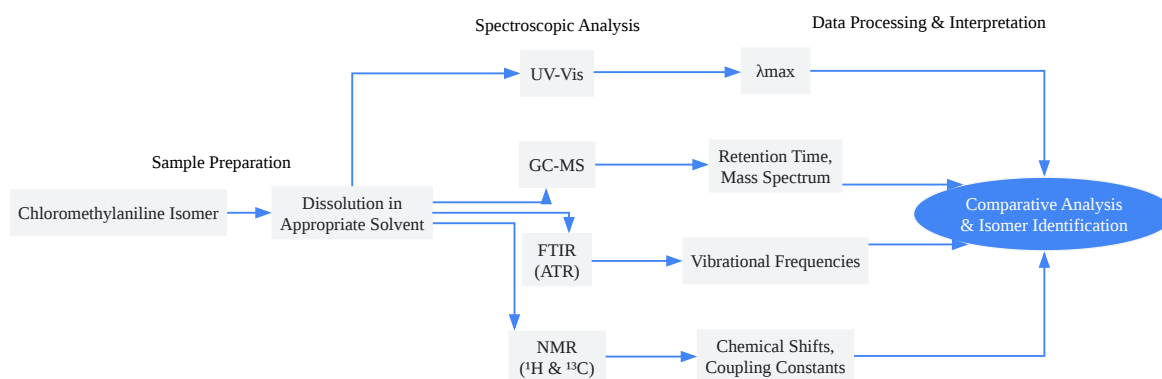 Spectroscopic Analysis
Data Processing & Interpretation
UV-Vis
λmax
Sample Preparation
GC-MS
Retention Time,
Mass Spectrum
Chloromethylaniline Isomer
Dissolution in
Appropriate Solvent
Comparative Analysis
& Isomer Identification
FTIR
(ATR)
Vibrational Frequencies
NMR
(¹H & ¹³C)
Chemical Shifts,
Coupling Constants